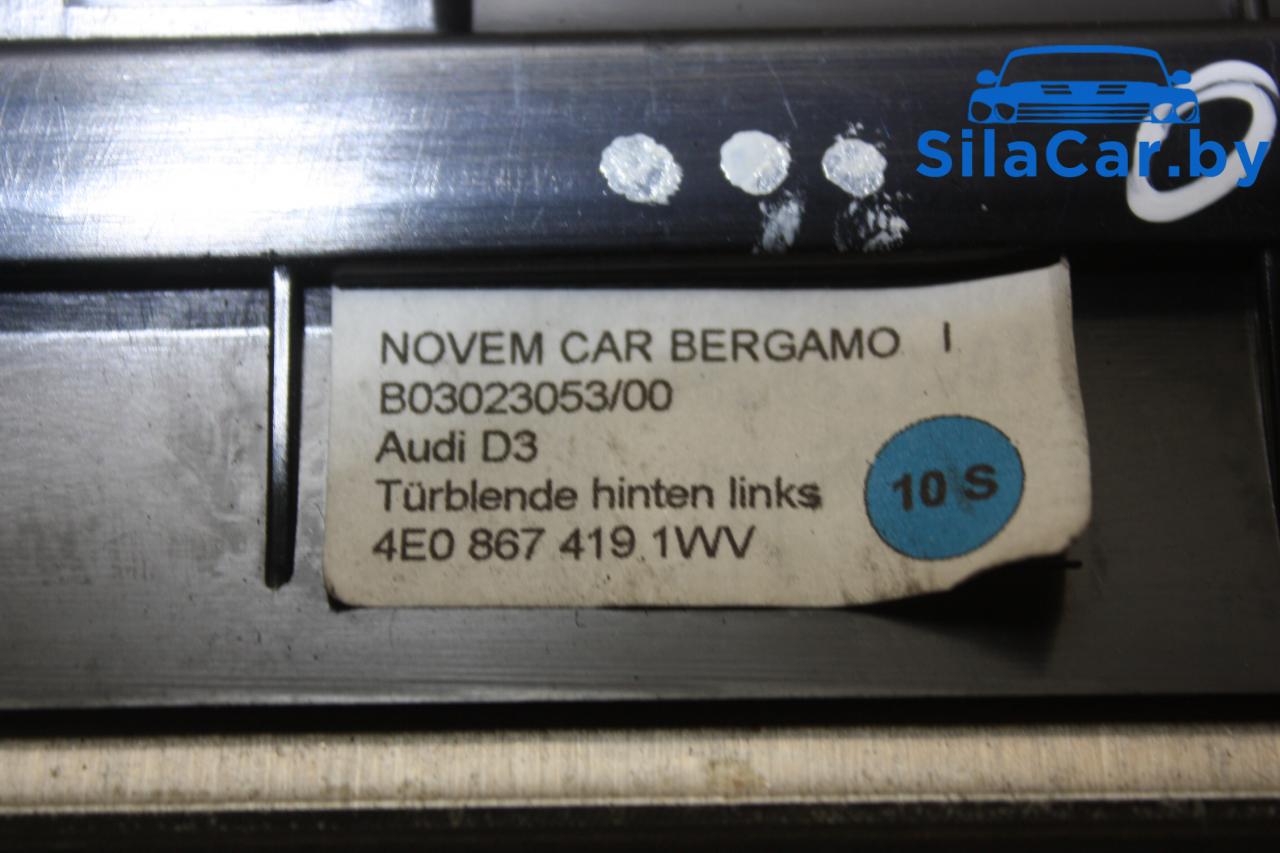 SilaCar.by
NOVEM CAR BERGAMO I
B03023053/00
Audi D3
Türblende hinten links
4E0 867 419 1WV
10 S